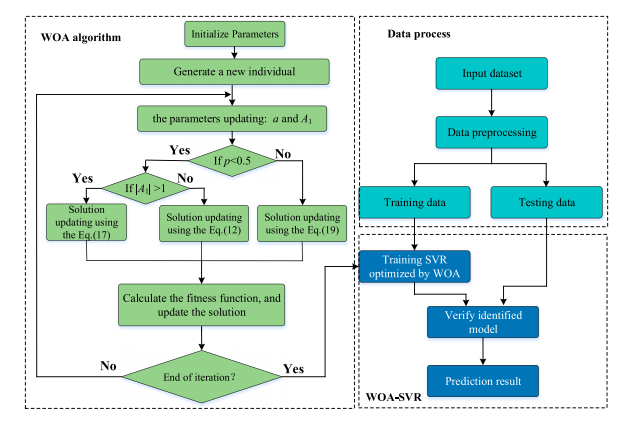 WOA algorithm
Initialize Parameters
Generate a new individual
the parameters updating: a and A1
If p<0.5
Yes
No
If |A1| >1
Yes
No
Solution
updating using
the Eq.(17)
Solution updating
using the Eq.(12)
Solution updating
using the Eq.(19)
Calculate the fitness function, and
update the solution
End of iteration?
No
Yes
Data process
Input dataset
Data preprocessing
Training data
Testing data
Training SVR
optimized by WOA
Verify identified
model
Prediction result
WOA-SVR